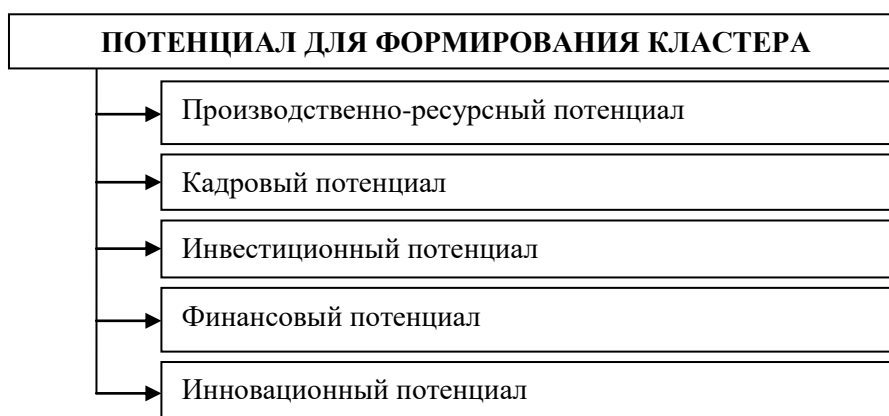 ПОТЕНЦИАЛ ДЛЯ ФОРМИРОВАНИЯ КЛАСТЕРА
Производственно-ресурсный потенциал
Кадровый потенциал
Инвестиционный потенциал
Финансовый потенциал
Инновационный потенциал